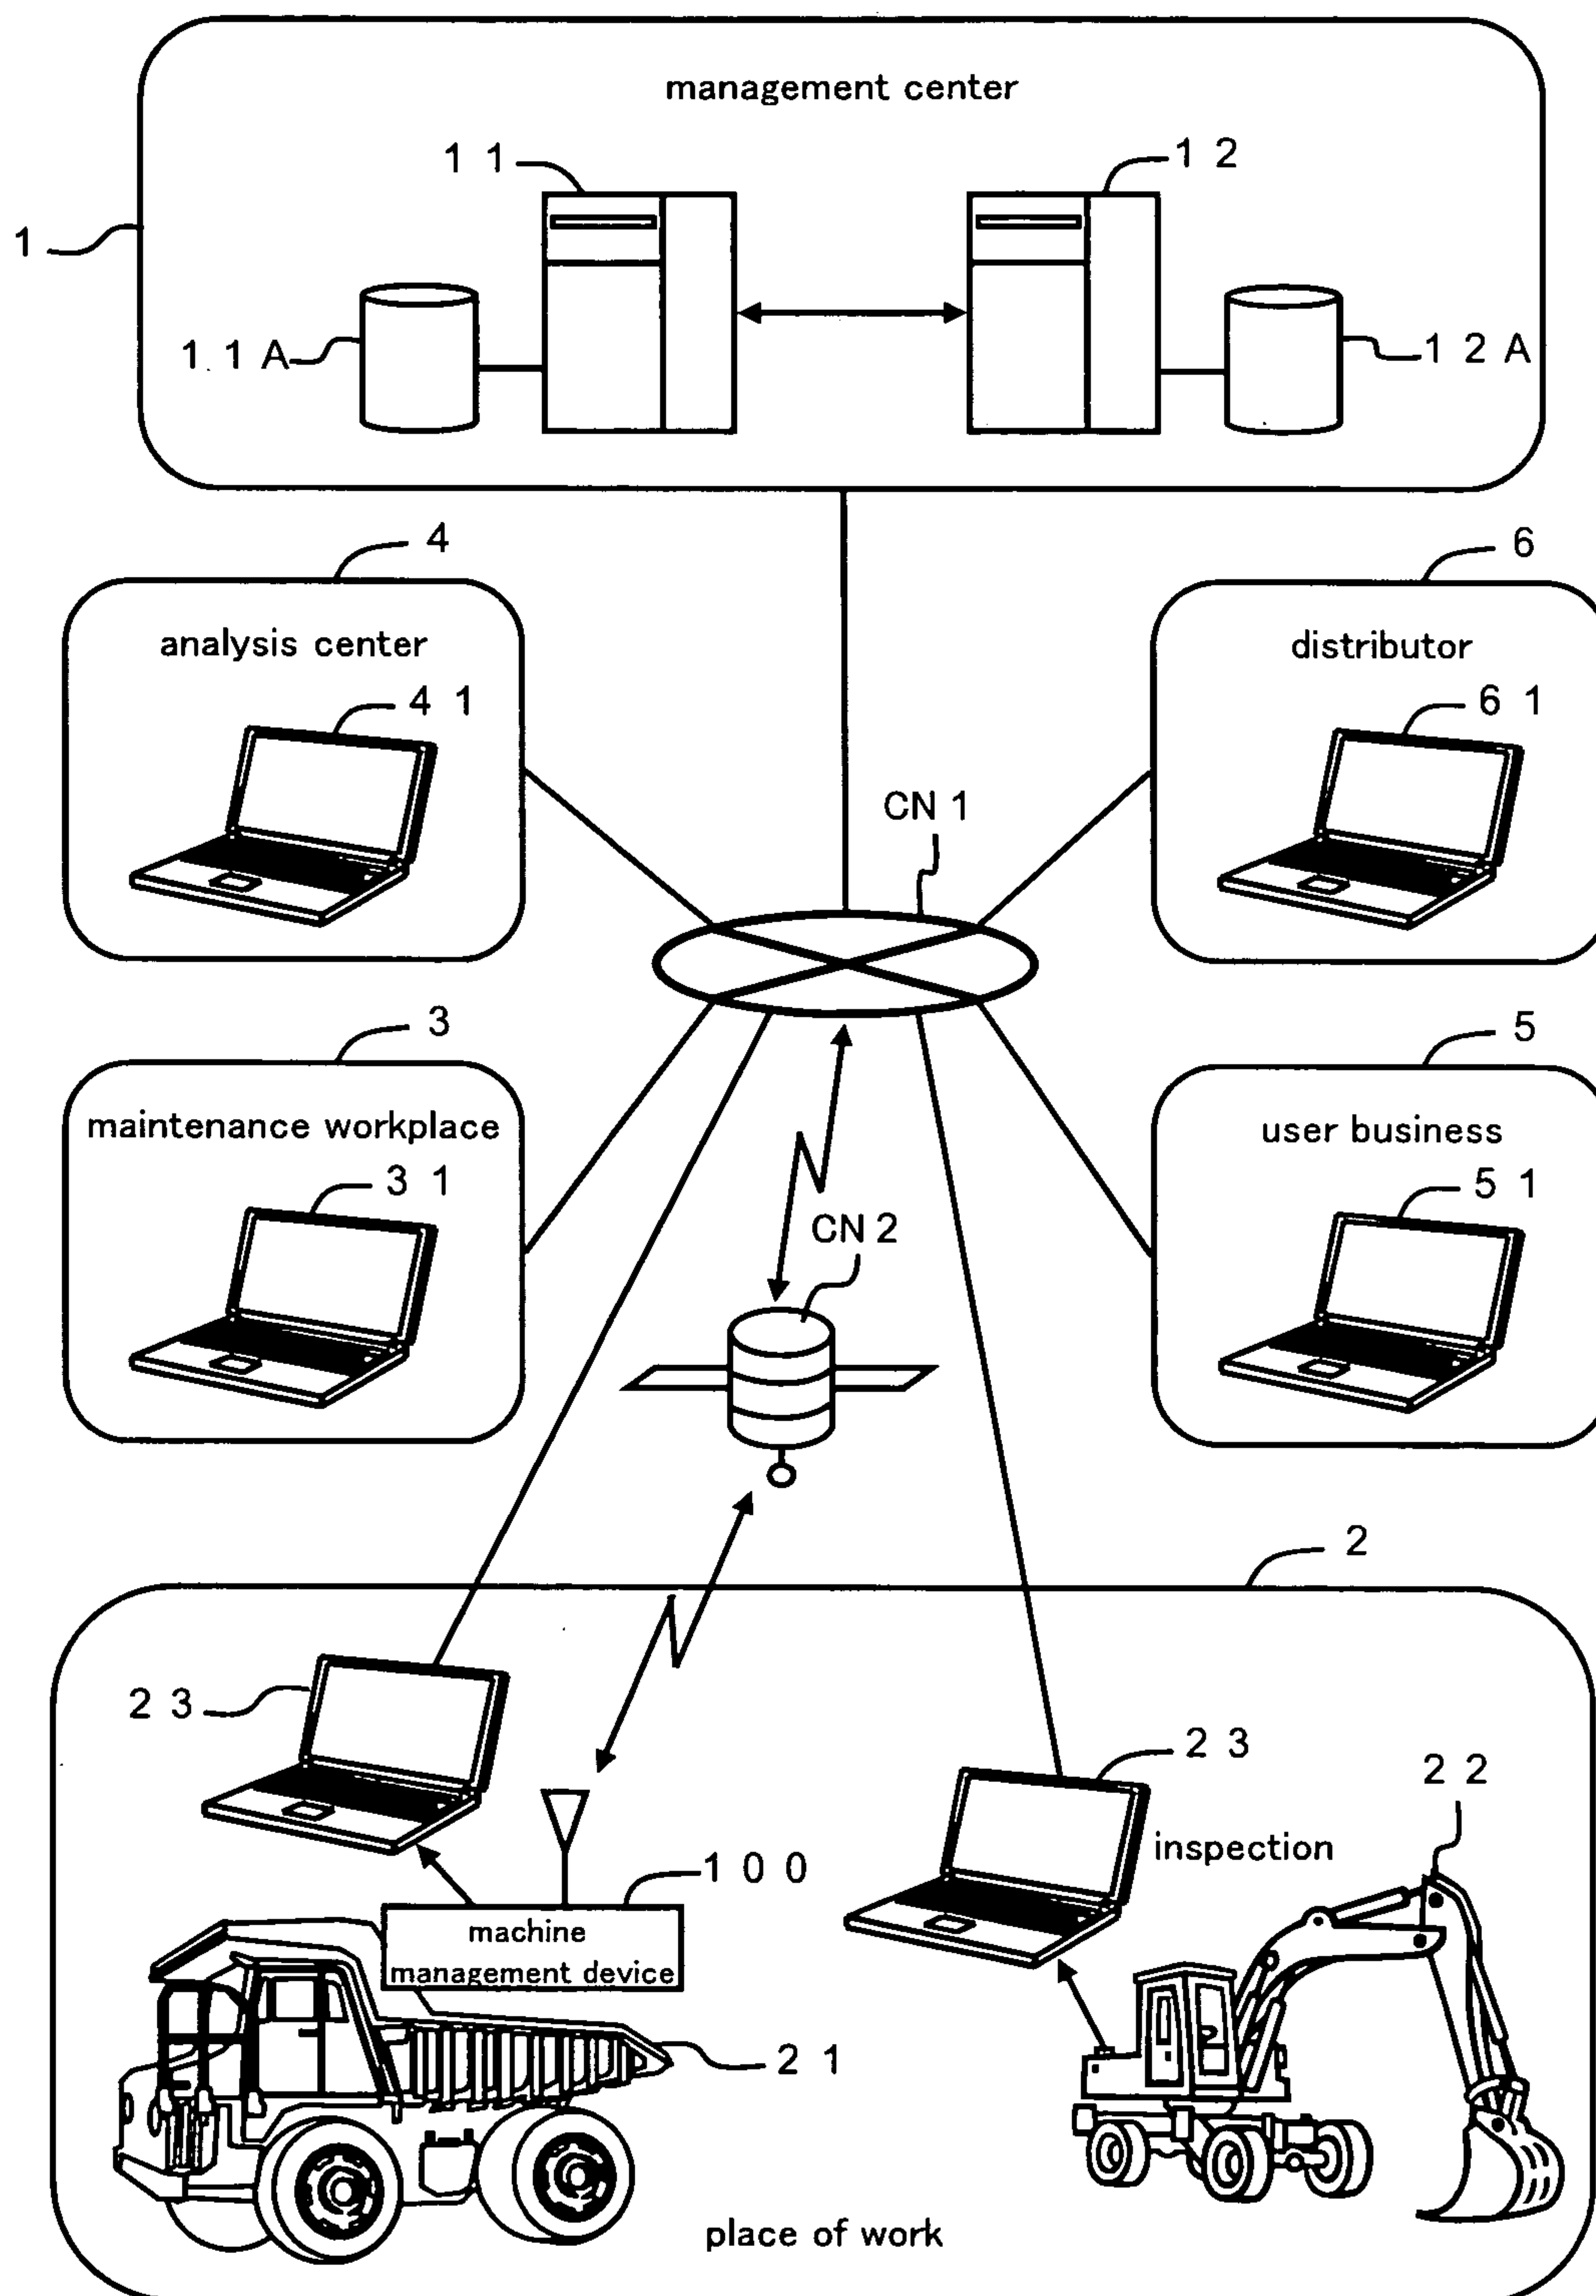 management center
1 1
1 2
1
1 1 A
1 2 A
4
6
analysis center
distributor
4 1
6 1
CN 1
3
5
maintenance workplace
user business
3 1
5 1
CN 2
2
2 3
2 3
2 2
inspection
1 0 0
machine
management device
2 1
place of work